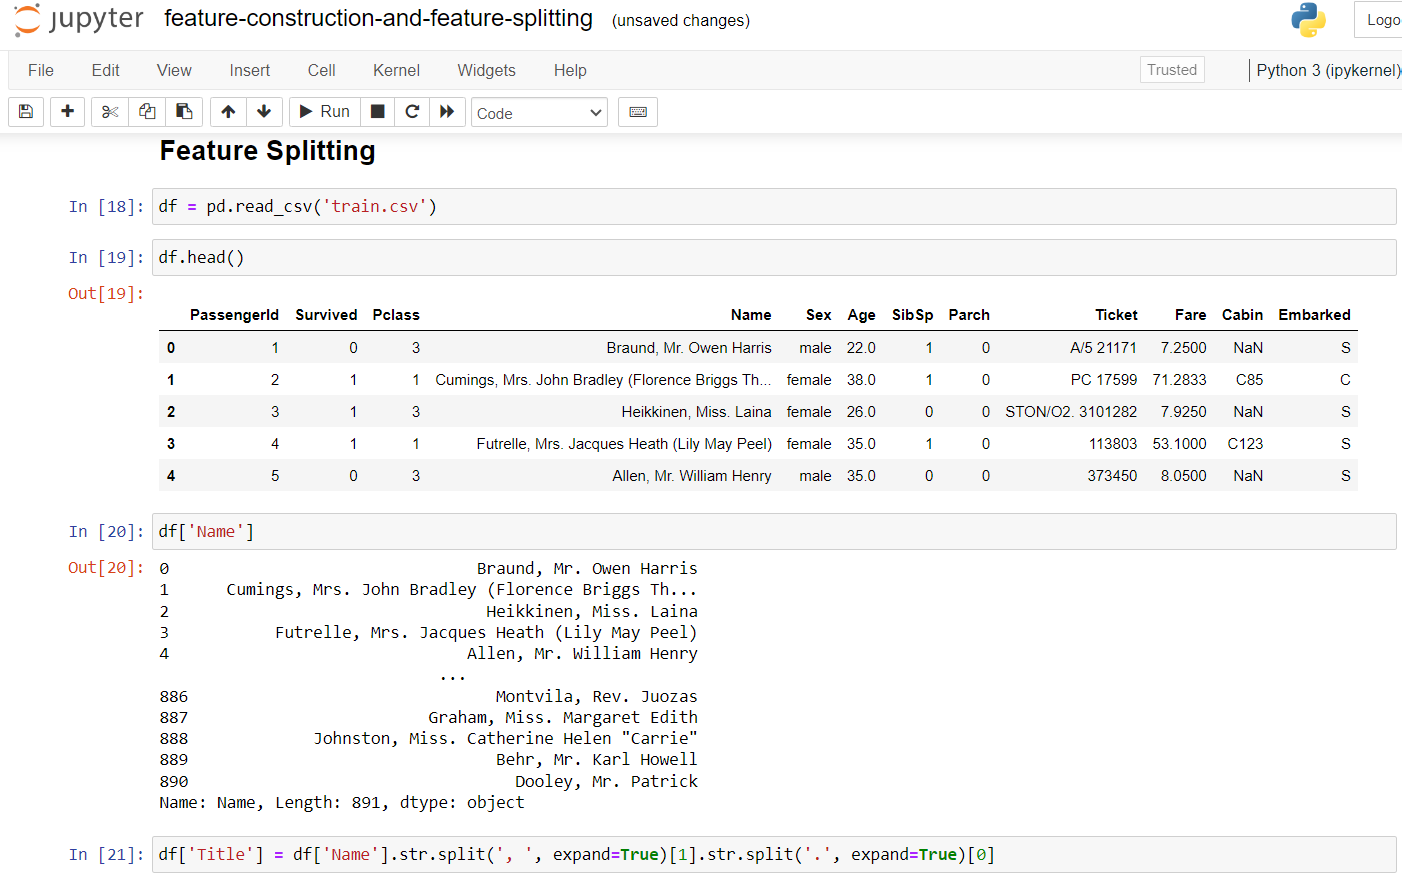 jupyter feature-construction-and-feature-splitting (unsaved changes) Logo
File Edit View Insert Cell Kernel Widgets Help Trusted Python 3 (ipykernel)
Run Code
Feature Splitting
In [18]: df = pd.read_csv('train.csv')
In [19]: df.head()
Out[19]:
PassengerId Survived Pclass Name Sex Age SibSp Parch Ticket Fare Cabin Embarked
0 1 0 3 Braund, Mr. Owen Harris male 22.0 1 0 A/5 21171 7.2500 NaN S
1 2 1 1 Cumings, Mrs. John Bradley (Florence Briggs Th... female 38.0 1 0 PC 17599 71.2833 C85 C
2 3 1 3 Heikkinen, Miss. Laina female 26.0 0 0 STON/O2. 3101282 7.9250 NaN S
3 4 1 1 Futrelle, Mrs. Jacques Heath (Lily May Peel) female 35.0 1 0 113803 53.1000 C123 S
4 5 0 3 Allen, Mr. William Henry male 35.0 0 0 373450 8.0500 NaN S
In [20]: df['Name']
Out[20]: 0 Braund, Mr. Owen Harris
1 Cumings, Mrs. John Bradley (Florence Briggs Th...
2 Heikkinen, Miss. Laina
3 Futrelle, Mrs. Jacques Heath (Lily May Peel)
4 Allen, Mr. William Henry
...
886 Montvila, Rev. Juozas
887 Graham, Miss. Margaret Edith
888 Johnston, Miss. Catherine Helen "Carrie"
889 Behr, Mr. Karl Howell
890 Dooley, Mr. Patrick
Name: Name, Length: 891, dtype: object
In [21]: df['Title'] = df['Name'].str.split(', ', expand=True)[1].str.split('.', expand=True)[0]